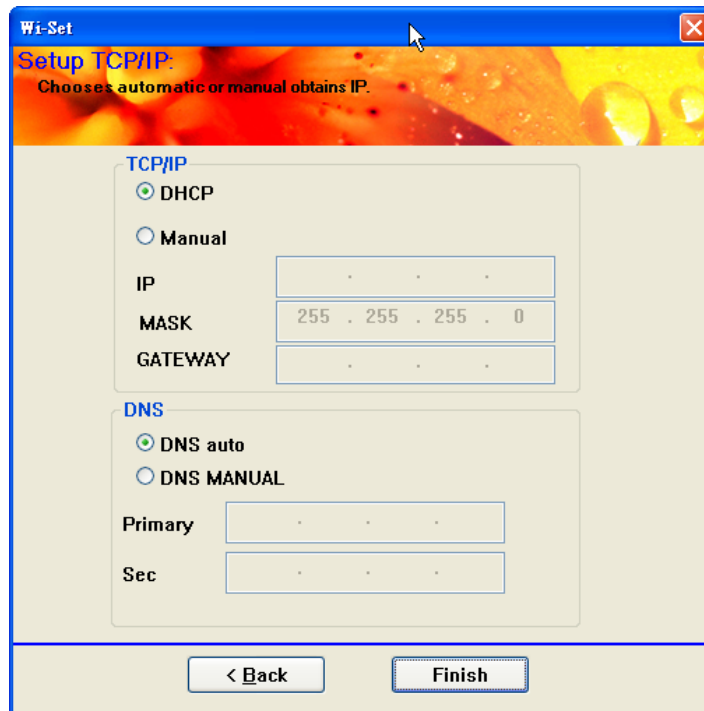 Wi-Set
Setup TCP/IP:
Chooses automatic or manual obtains IP.
TCP/IP
DHCP
Manual
IP . . .
MASK 255 . 255 . 255 . 0
GATEWAY . . .
DNS
DNS auto
DNS MANUAL
Primary . . .
Sec . . .
< Back Finish